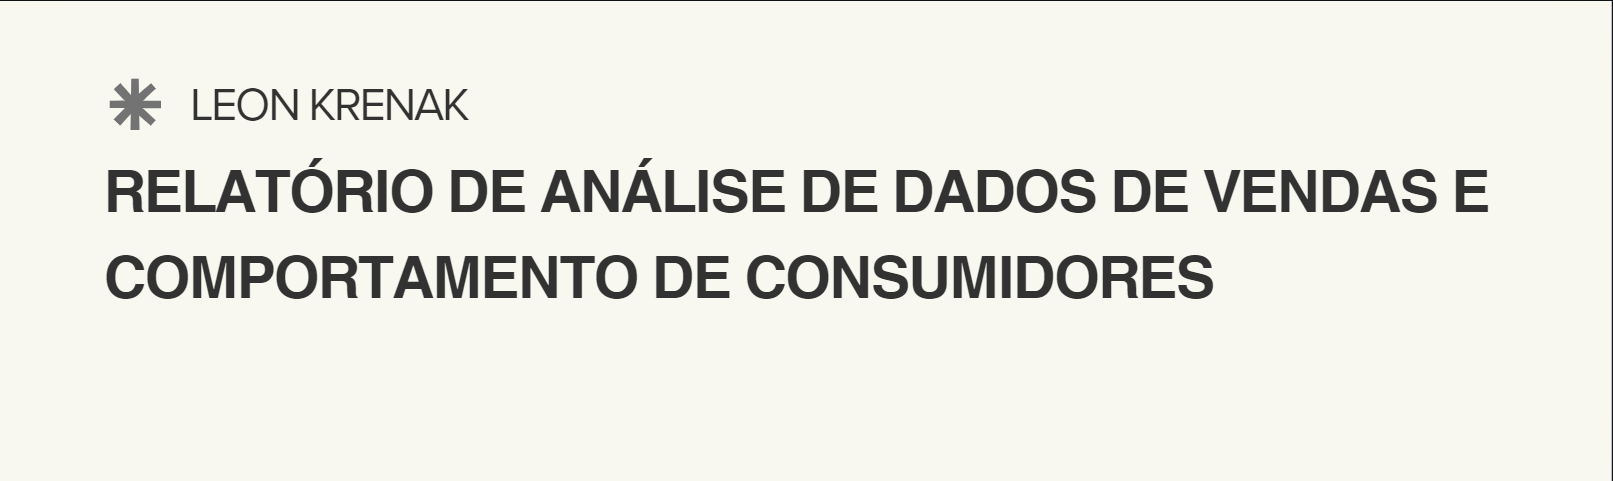 LEON KRENAK
RELATÓRIO DE ANÁLISE DE DADOS DE VENDAS E
COMPORTAMENTO DE CONSUMIDORES